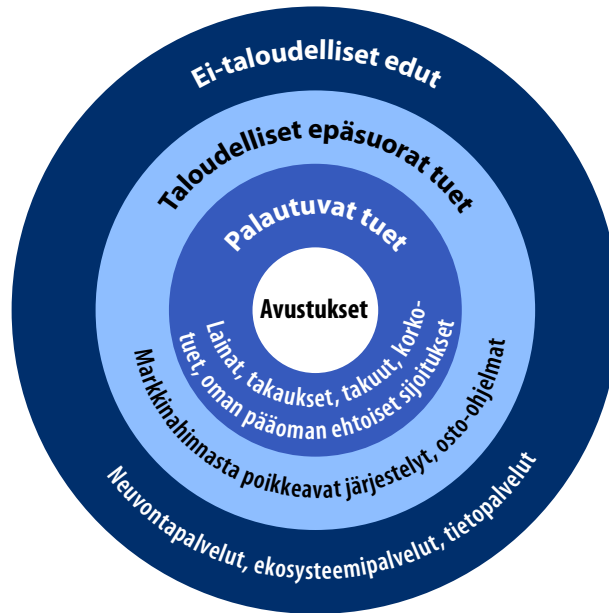 Ei-taloudelliset edut
Taloudelliset epäsuorat tuet
Palautuvat tuet
Avustukset
Lainat, takaukset, takuut, korko-
tuet, oman pääoman ehtoiset sijoitukset
Markkinahinnasta poikkeavat järjestelyt, osto-ohjelmat
Neuvontapalvelut, ekosysteemipalvelut, tietopalvelut